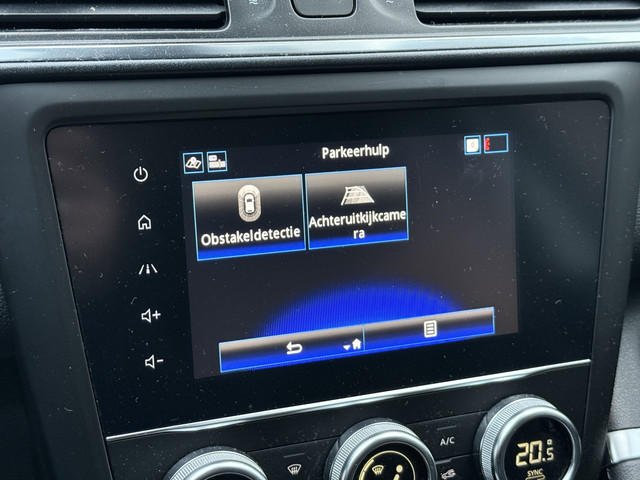 Parkeerhulp
Obstakeldetectie
Achteruitkijkcame
ra
A/C
20.5
SYNC